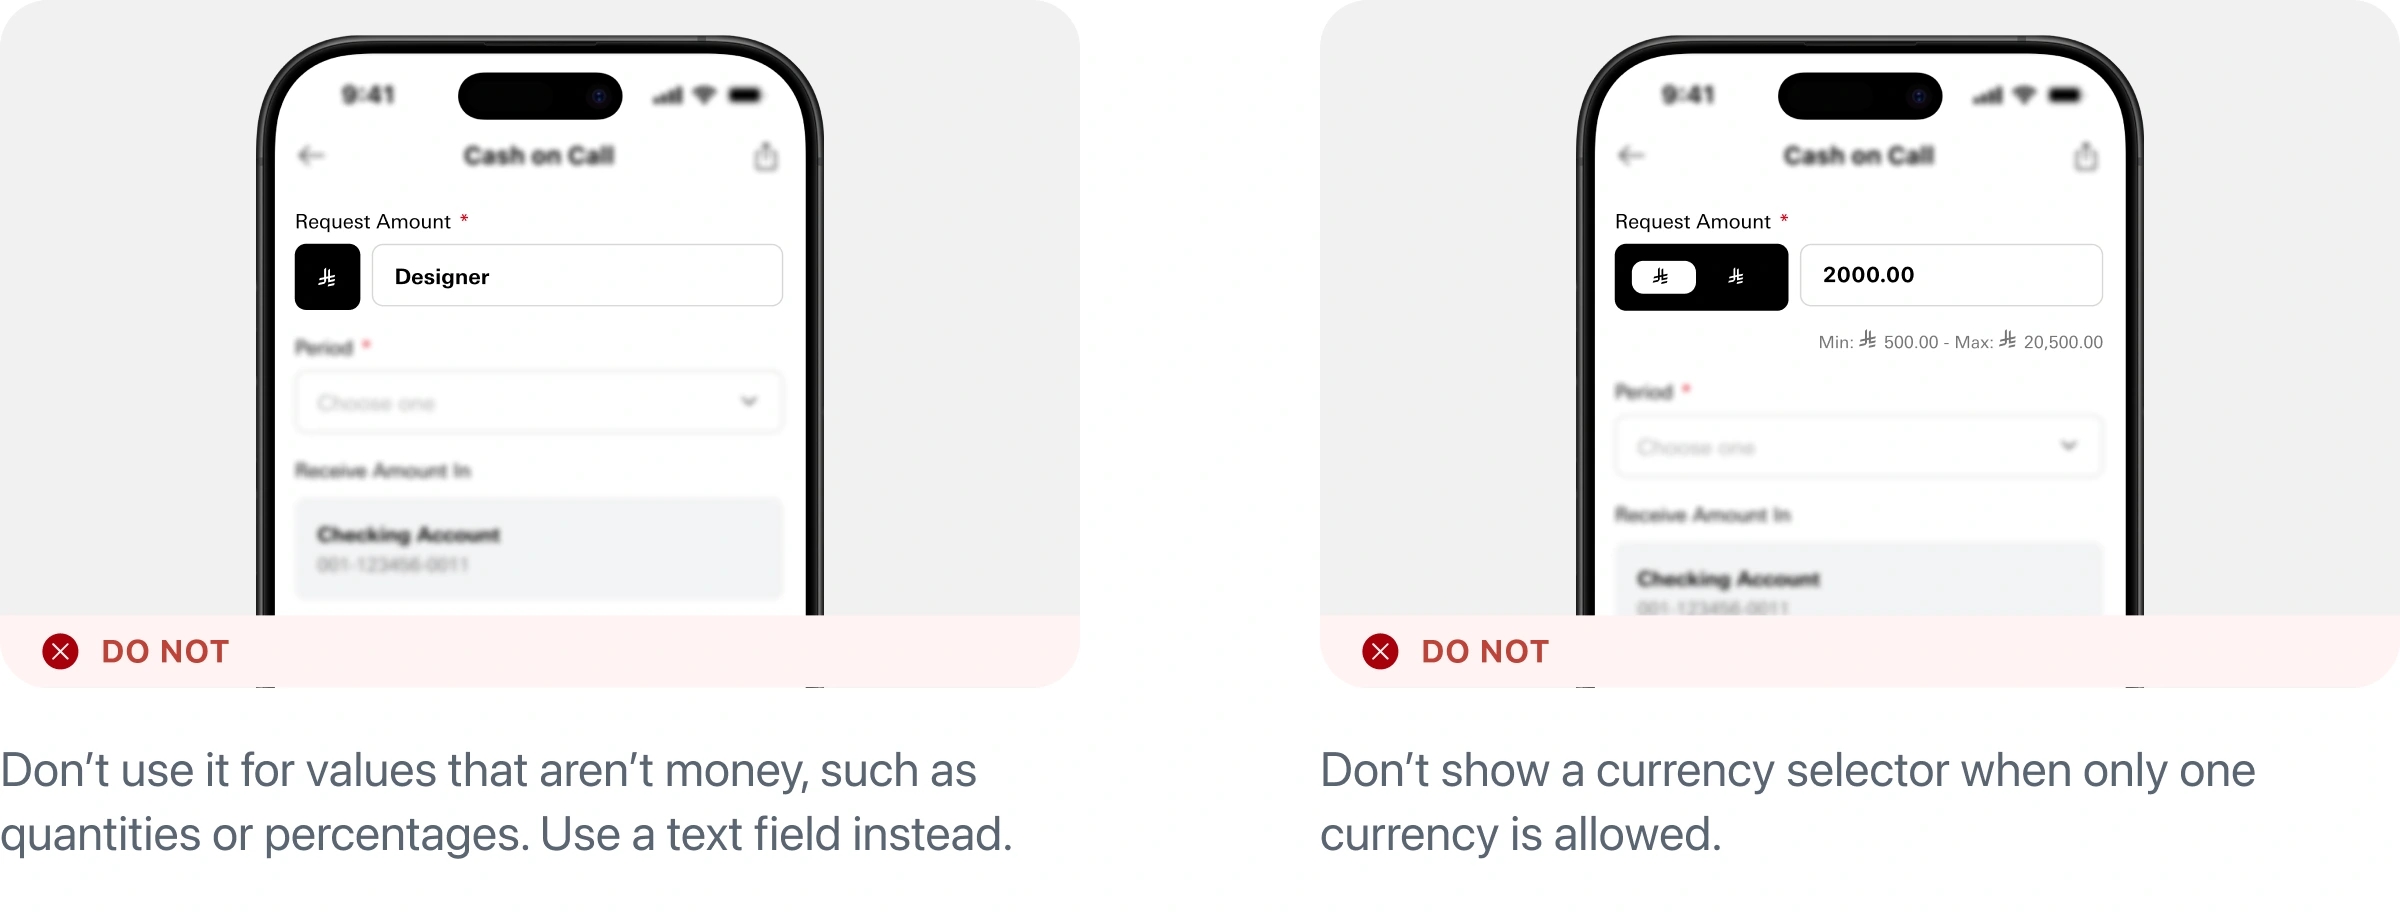 9:41
Cash on Call
Request Amount *
Designer
Period *
Choose one
Receive Amount In
Checking Account
001-123456-0011
DO NOT
Don’t use it for values that aren’t money, such as
quantities or percentages. Use a text field instead.
9:41
Cash on Call
Request Amount *
2000.00
Min: 500.00 - Max: 20,500.00
Period *
Choose one
Receive Amount In
Checking Account
001-123456-0011
DO NOT
Don’t show a currency selector when only one
currency is allowed.